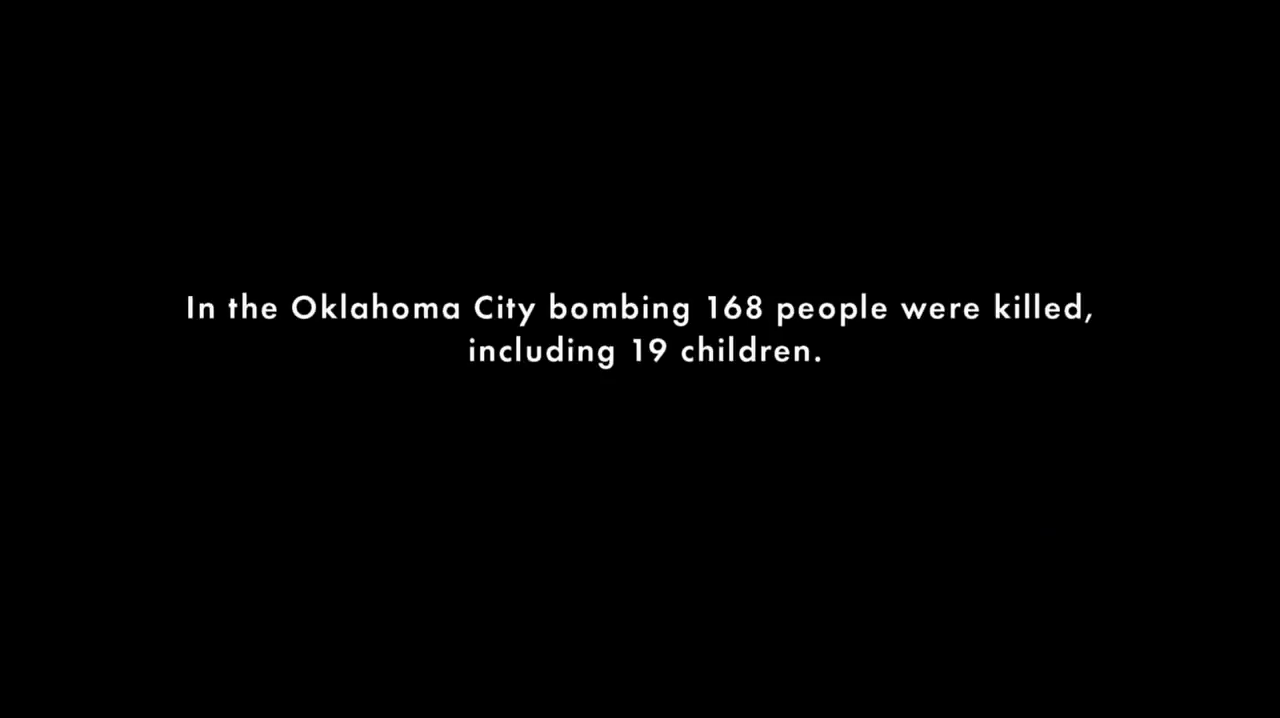 In the Oklahoma City bombing 168 people were killed,
including 19 children.